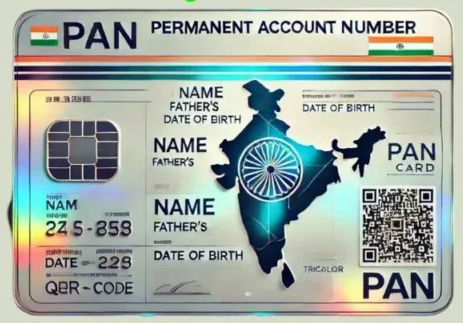 PAN PERMANENT ACCOUNT NUMBER
NAME
FATHER'S
DATE OF BIRTH
DATE OF BIRTH
NAME
FATHER'S
PAN
CARD
NAM
245-858
NAME
FATHER'S
DATE OF BIRTH
DATE - 228
QBR - CODE
TRICALOR
PAN